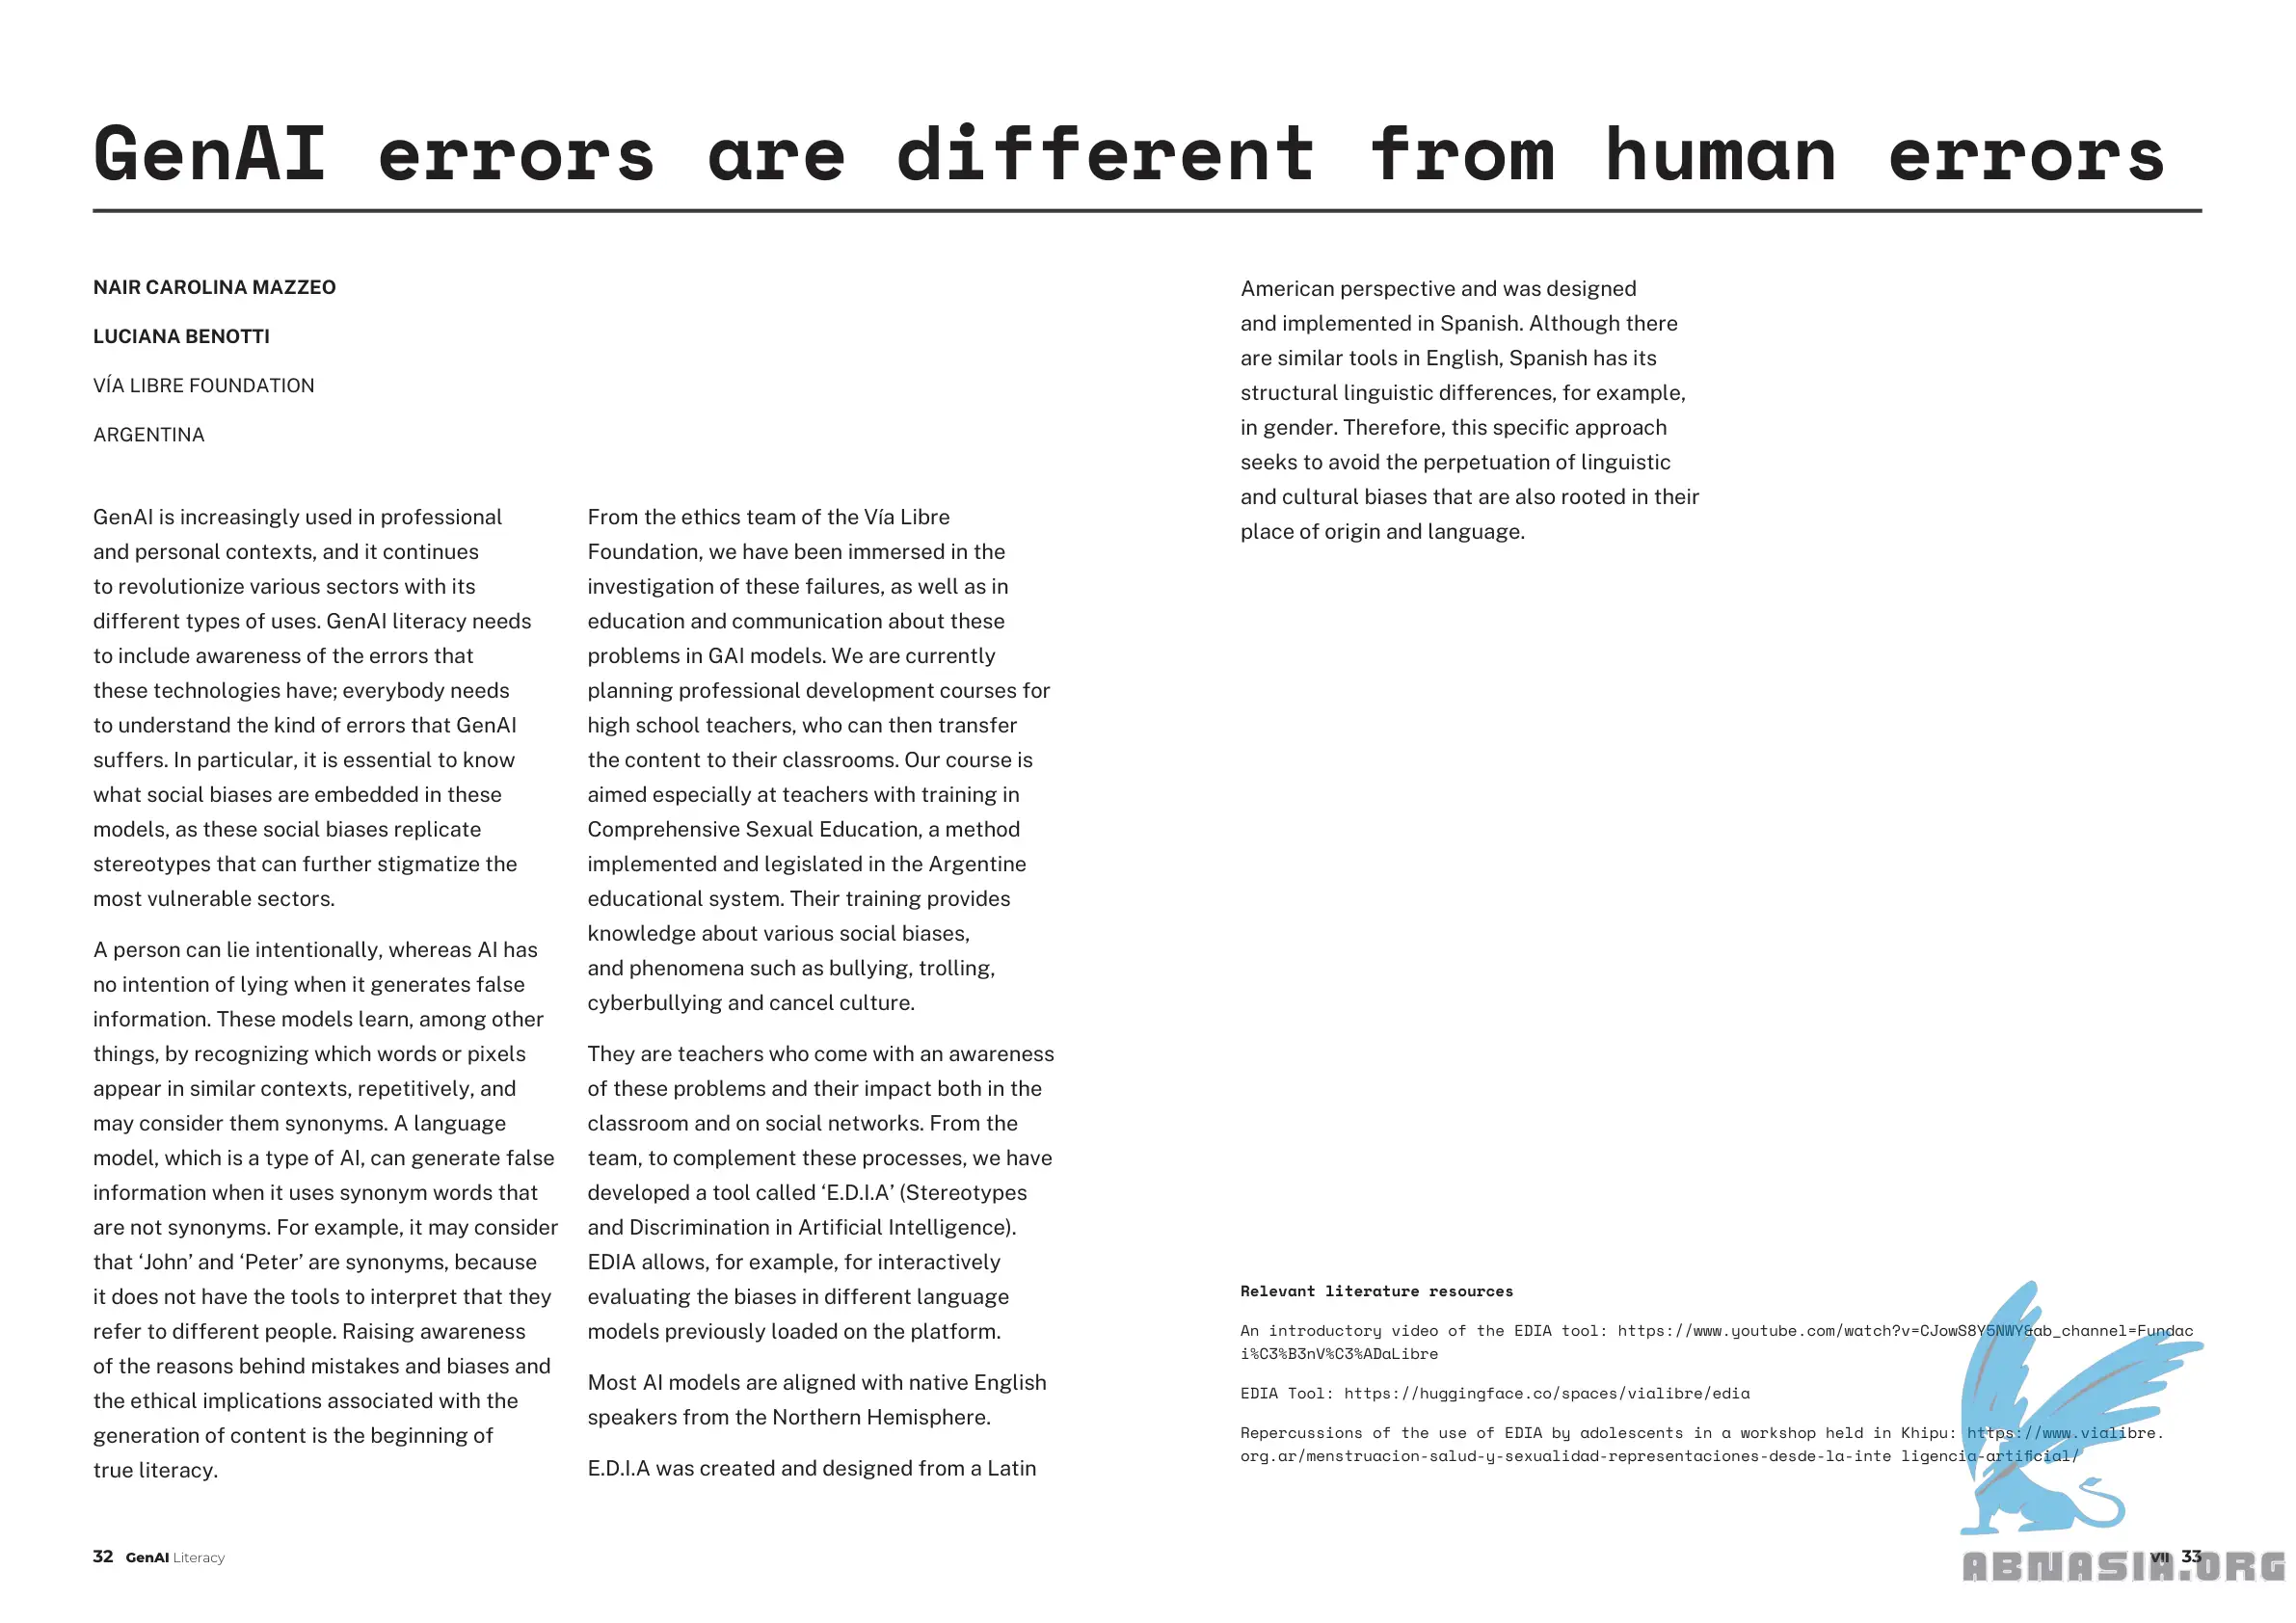 GenAI errors are different from human errors
NAIR CAROLINA MAZZEO
LUCIANA BENOTTI
VÍA LIBRE FOUNDATION
ARGENTINA
GenAI is increasingly used in professional
and personal contexts, and it continues
to revolutionize various sectors with its
different types of uses. GenAI literacy needs
to include awareness of the errors that
these technologies have; everybody needs
to understand the kind of errors that GenAI
suffers. In particular, it is essential to know
what social biases are embedded in these
models, as these social biases replicate
stereotypes that can further stigmatize the
most vulnerable sectors.
A person can lie intentionally, whereas AI has
no intention of lying when it generates false
information. These models learn, among other
things, by recognizing which words or pixels
appear in similar contexts, repetitively, and
may consider them synonyms. A language
model, which is a type of AI, can generate false
information when it uses synonym words that
are not synonyms. For example, it may consider
that ‘John’ and ‘Peter’ are synonyms, because
it does not have the tools to interpret that they
refer to different people. Raising awareness
of the reasons behind mistakes and biases and
the ethical implications associated with the
generation of content is the beginning of
true literacy.
From the ethics team of the Vía Libre
Foundation, we have been immersed in the
investigation of these failures, as well as in
education and communication about these
problems in GAI models. We are currently
planning professional development courses for
high school teachers, who can then transfer
the content to their classrooms. Our course is
aimed especially at teachers with training in
Comprehensive Sexual Education, a method
implemented and legislated in the Argentine
educational system. Their training provides
knowledge about various social biases,
and phenomena such as bullying, trolling,
cyberbullying and cancel culture.
They are teachers who come with an awareness
of these problems and their impact both in the
classroom and on social networks. From the
team, to complement these processes, we have
developed a tool called ‘E.D.I.A’ (Stereotypes
and Discrimination in Artificial Intelligence).
EDIA allows, for example, for interactively
evaluating the biases in different language
models previously loaded on the platform.
Most AI models are aligned with native English
speakers from the Northern Hemisphere.
E.D.I.A was created and designed from a Latin
American perspective and was designed
and implemented in Spanish. Although there
are similar tools in English, Spanish has its
structural linguistic differences, for example,
in gender. Therefore, this specific approach
seeks to avoid the perpetuation of linguistic
and cultural biases that are also rooted in their
place of origin and language.
Relevant literature resources
An introductory video of the EDIA tool: https://www.youtube.com/watch?v=CJowS8Y5NWY&ab_channel=Fundac
i%C3%B3nV%C3%ADaLibre
EDIA Tool: https://huggingface.co/spaces/vialibre/edia
Repercussions of the use of EDIA by adolescents in a workshop held in Khipu: https://www.vialibre.
org.ar/menstruacion-salud-y-sexualidad-representaciones-desde-la-inte ligencia-artificial/
32 GenAI Literacy
VII 33
ABNASIA.ORG